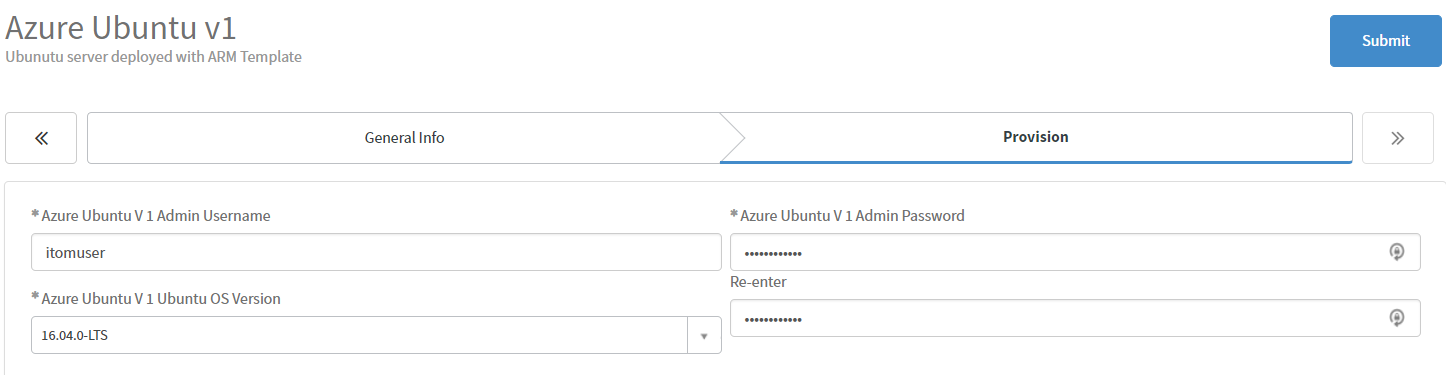 Azure Ubuntu v1
Ubunutu server deployed with ARM Template
Submit
General Info
Provision
* Azure Ubuntu V 1 Admin Username
itomuser
* Azure Ubuntu V 1 Ubuntu OS Version
16.04.0-LTS
* Azure Ubuntu V 1 Admin Password
••••••••••••
Re-enter
••••••••••••